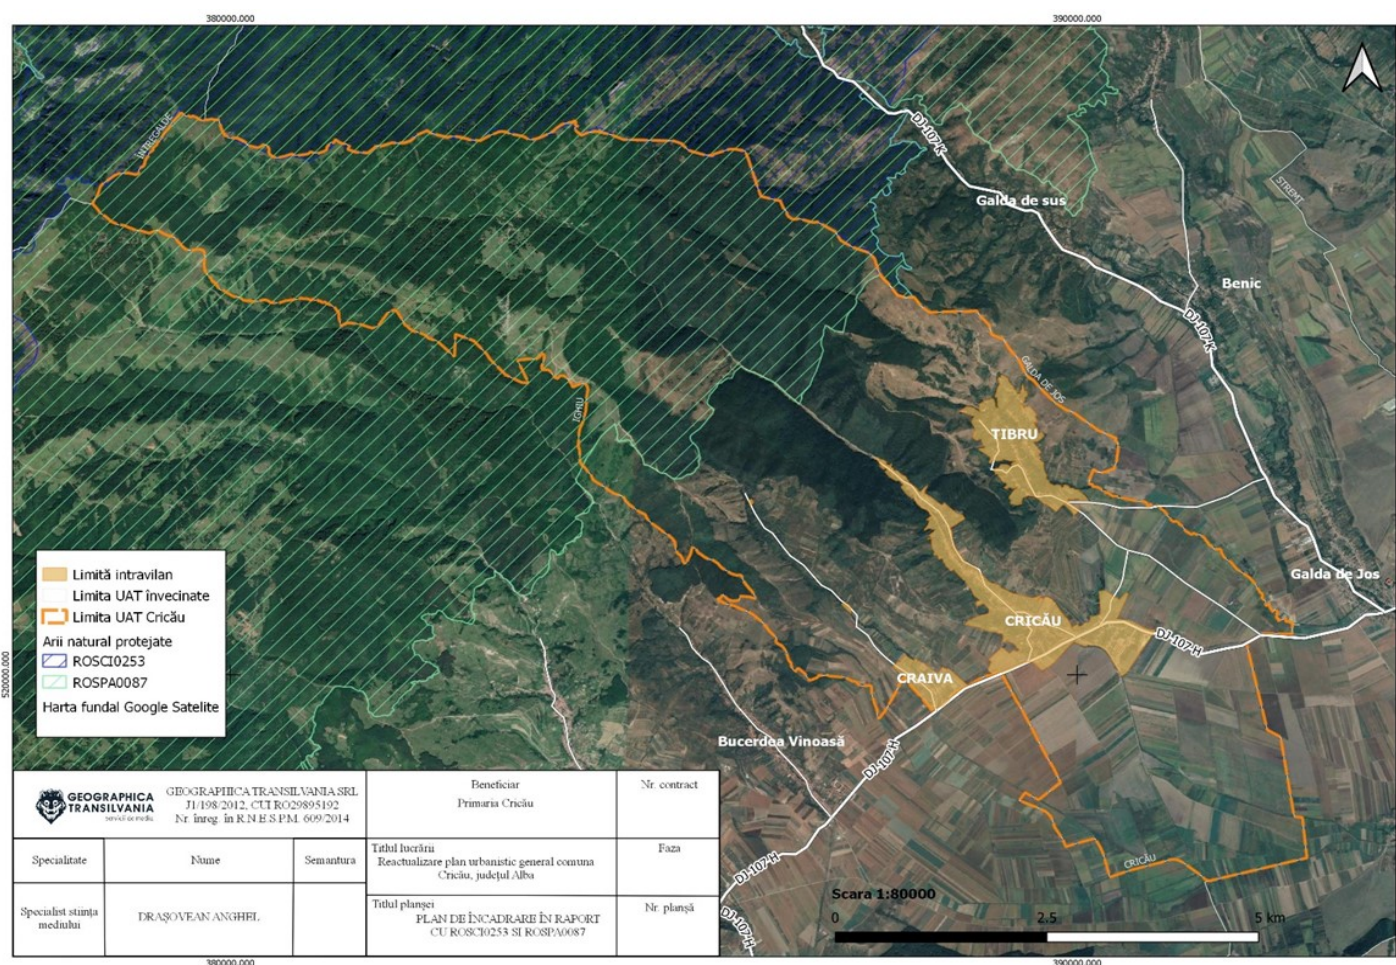 380000.000
390000.000
ÎNTREGALDE
DJ-107-K
Galda de sus
STREMT
Benic
DJ-107-K
GALDA DE JOS
IGHIU
TIBRU
Galda de Jos
CRICĂU
DJ-107-H
CRAIVA
Bucerdea Vinoasă
DJ-107-H
CRICĂU
DJ-107-H
DJ-107-H
520000.000
Limită intravilan
Limita UAT învecinate
Limita UAT Cricău
Arii natural protejate
ROSCI0253
ROSPA0087
Harta fundal Google Satelite
GEOGRAPHICA
TRANSILVANIA
servicii de mediu
GEOGRAPHICA TRANSILVANIA SRL
J1/198/2012, CUI RO29895192
Nr. înreg. în R.N.E.S.P.M. 609/2014
Beneficiar
Primaria Cricău
Nr. contract
Specialitate
Nume
Semantura
Titlul lucrării
Reactualizare plan urbanistic general comuna
Cricău, județul Alba
Faza
Specialist stiința
mediului
DRAȘOVEAN ANGHEL
Titlul planșei
PLAN DE ÎNCADRARE ÎN RAPORT
CU ROSCI0253 SI ROSPA0087
Nr. planșă
Scara 1:80000
0 2.5 5 km
380000.000
390000.000